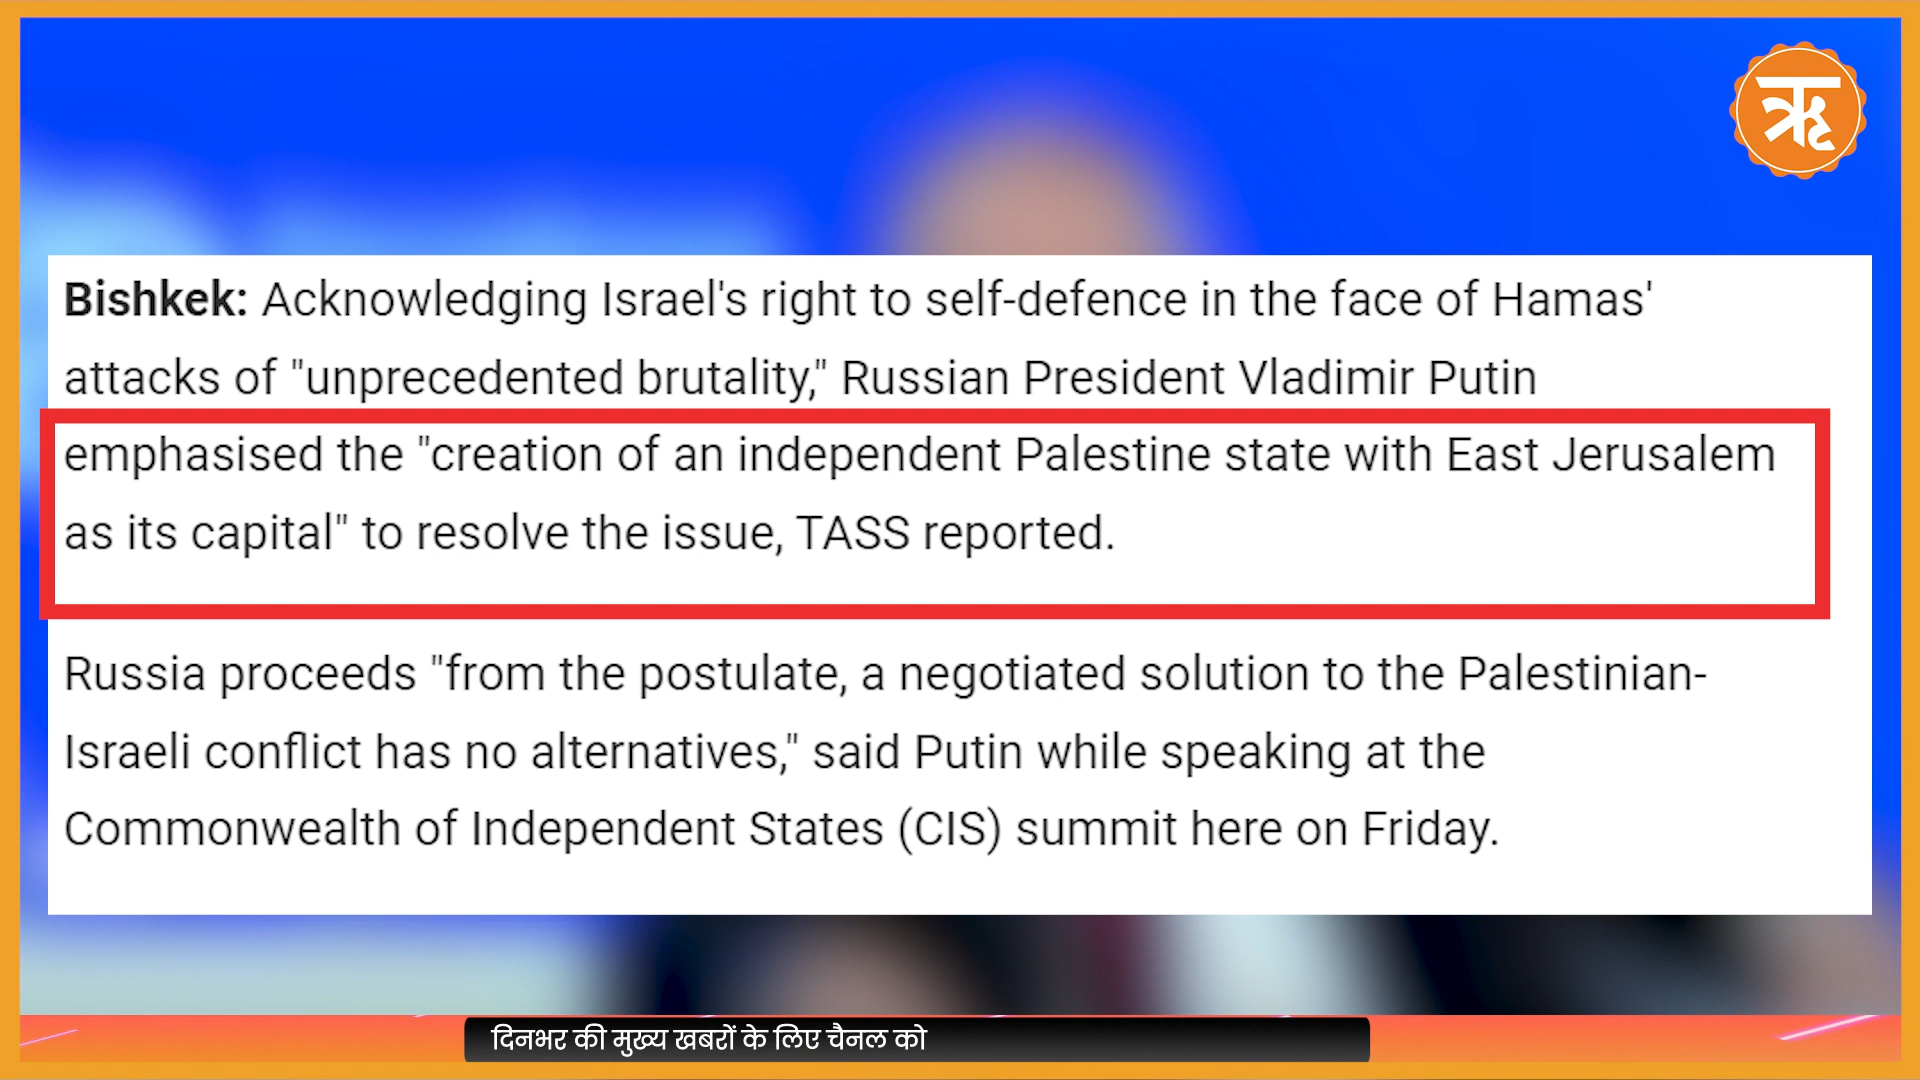 ऋ
Bishkek: Acknowledging Israel's right to self-defence in the face of Hamas'
attacks of "unprecedented brutality," Russian President Vladimir Putin
emphasised the "creation of an independent Palestine state with East Jerusalem
as its capital" to resolve the issue, TASS reported.
Russia proceeds "from the postulate, a negotiated solution to the Palestinian-
Israeli conflict has no alternatives," said Putin while speaking at the
Commonwealth of Independent States (CIS) summit here on Friday.
दिनभर की मुख्य खबरों के लिए चैनल को